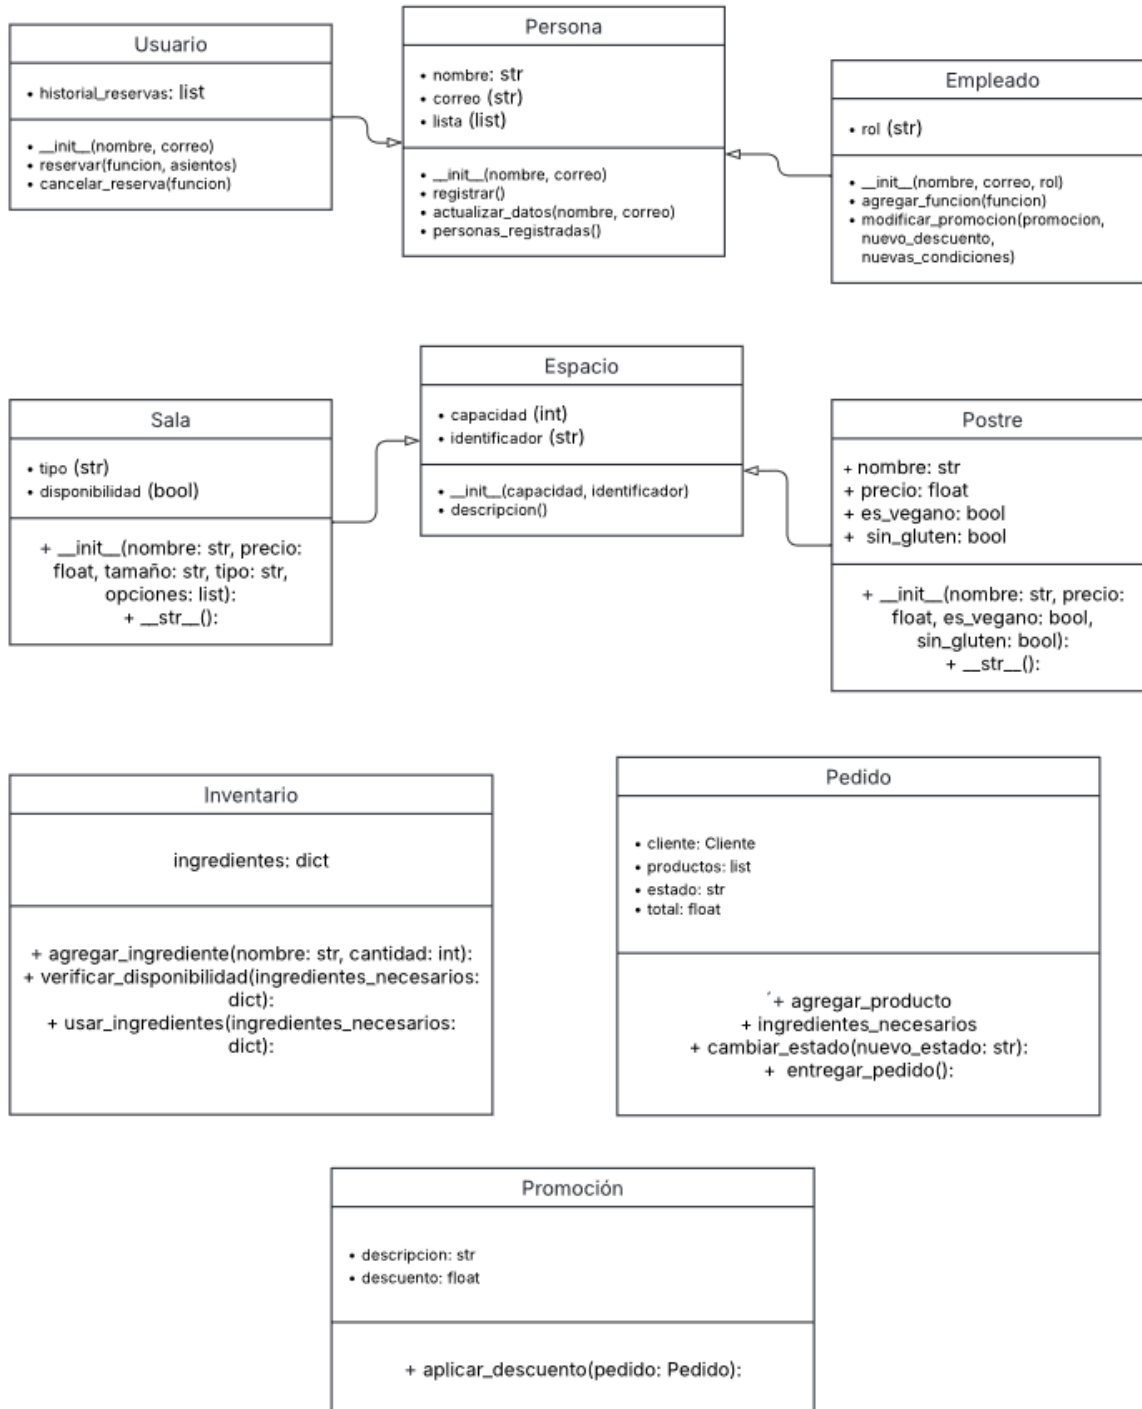 Usuario
• historial_reservas: list
• __init__(nombre, correo)
• reservar(funcion, asientos)
• cancelar_reserva(funcion)
Persona
• nombre: str
• correo (str)
• lista (list)
• __init__(nombre, correo)
• registrar()
• actualizar_datos(nombre, correo)
• personas_registradas()
Empleado
• rol (str)
• __init__(nombre, correo, rol)
• agregar_funcion(funcion)
• modificar_promocion(promocion,
nuevo_descuento,
nuevas_condiciones)
Sala
• tipo (str)
• disponibilidad (bool)
+ __init__(nombre: str, precio:
float, tamaño: str, tipo: str,
opciones: list):
+ __str__():
Espacio
• capacidad (int)
• identificador (str)
• __init__(capacidad, identificador)
• descripcion()
Postre
+ nombre: str
+ precio: float
+ es_vegano: bool
+ sin_gluten: bool
+ __init__(nombre: str, precio:
float, es_vegano: bool,
sin_gluten: bool):
+ __str__():
Inventario
ingredientes: dict
+ agregar_ingrediente(nombre: str, cantidad: int):
+ verificar_disponibilidad(ingredientes_necesarios:
dict):
+ usar_ingredientes(ingredientes_necesarios:
dict):
Pedido
• cliente: Cliente
• productos: list
• estado: str
• total: float
´+ agregar_producto
+ ingredientes_necesarios
+ cambiar_estado(nuevo_estado: str):
+ entregar_pedido():
Promoción
• descripcion: str
• descuento: float
+ aplicar_descuento(pedido: Pedido):